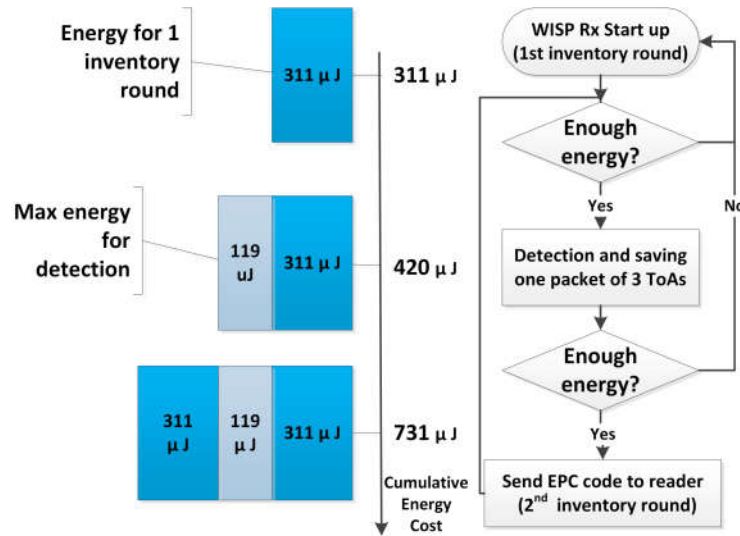 Energy for 1
inventory
round
311 μ J
311 μ J
Max energy
for
detection
119
uJ
311 μ J
420 μ J
311
μ J
119
μ J
311 μ J
731 μ J
Cumulative
Energy
Cost
WISP Rx Start up
(1st inventory round)
Enough
energy?
Yes
No
Detection and saving
one packet of 3 ToAs
Enough
energy?
Yes
Send EPC code to reader
(2nd inventory round)